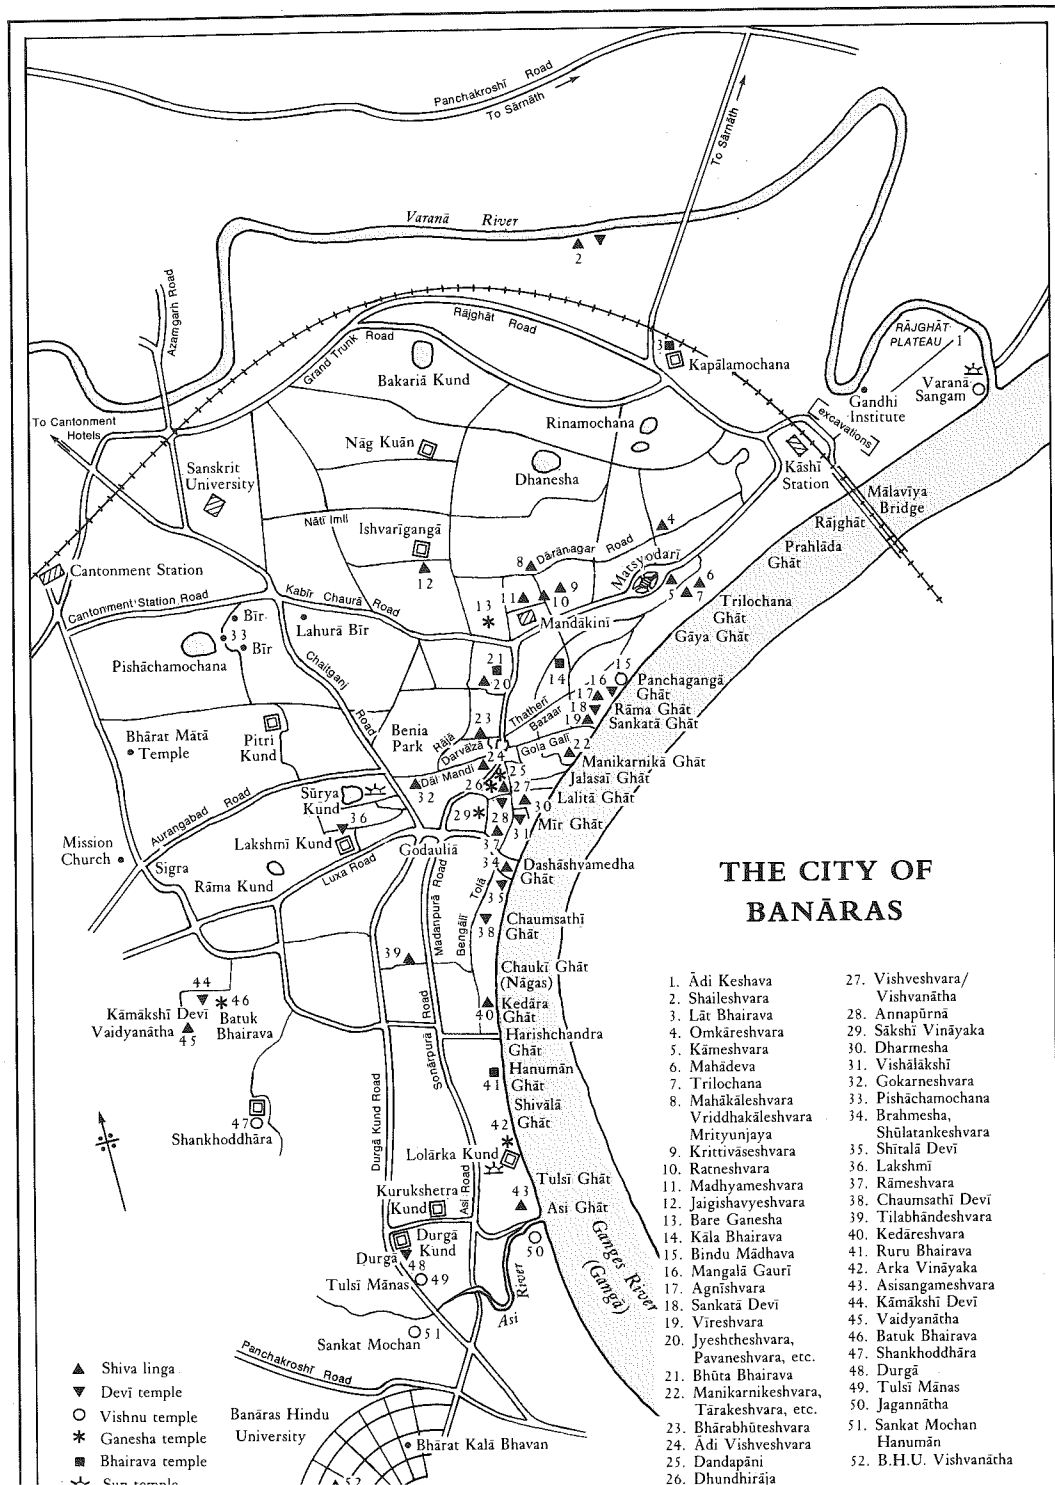 Panchakroshī Road
To Sārnāth
To Sārnāth
Varanā River
2
Azamgarh Road
Rājghāt Road
Grand Trunk Road
Bakariā Kund
3
Kapālamochana
RĀJGHĀT
PLATEAU
1
Varanā
Sangam
Gandhi
Institute
excavations
To Cantonment
Hotels
Nāg Kuān
Rinamochana
Dhanesha
Sanskrit
University
Kāshī
Station
Mālavīya
Bridge
Rājghāt
Prahlāda
Ghāt
Nātī Imli
Ishvarīgangā
12
4
8
Dārānagar Road
Matsyodarī
Cantonment Station
Cantonment Station Road
Kabīr Chaurā Road
11
9
10
13
Mandākinī
5
6
7
Trilochana
Ghāt
Gāya Ghāt
Bīr
33
Bīr
Lahurā Bīr
Pishāchamochana
Chaitganj
Road
21
20
14
15
16
17
18
19
Panchagangā
Ghāt
Rāma Ghāt
Sankatā Ghāt
Thatherī
Bazaar
Benia
Park
Rājā
Darvāzā
23
24
Gola Galī
22
Manikarnikā Ghāt
Jalasaī Ghāt
Lalitā Ghāt
Mīr Ghāt
Bhārat Mātā
Temple
Pitri
Kund
Dāl Mandi
32
25
26
27
30
28
29
31
37
Sūrya
Kund
36
Aurangabad Road
Lakshmī Kund
Godauliā
Mission
Church
Sigra
Rāma Kund
Luxa Road
34
35
Dashāshvamedha
Ghāt
Madanpurā Road
Bengālī Tolā
38
Chaumsathī
Ghāt
39
Chaukī Ghāt
(Nāgas)
Kedāra
Ghāt
40
44
46
Kāmākshī Devī
Batuk
Bhairava
Vaidyanātha
45
Harishchandra
Ghāt
Sonārpurā Road
Hanumān
Ghāt
41
Shivālā
Ghāt
42
47
Shankhoddhāra
Durgā Kund Road
Lolārka Kund
Asi Road
Tulsī Ghāt
43
Asi Ghāt
Kurukshetra
Kund
Durgā
Kund
Durgā
48
50
Tulsī Mānas
49
Asi River
Ganges River
(Gangā)
51
Sankat Mochan
Panchakroshī Road
Banāras Hindu
University
Bhārat Kalā Bhavan
52
Shiva linga
Devī temple
Vishnu temple
Ganesha temple
Bhairava temple
Sun temple
THE CITY OF
BANĀRAS
1. Ādi Keshava
2. Shaileshvara
3. Lāt Bhairava
4. Omkāreshvara
5. Kāmeshvara
6. Mahādeva
7. Trilochana
8. Mahākāleshvara
Vriddhakāleshvara
Mrityunjaya
9. Krittivāseshvara
10. Ratneshvara
11. Madhyameshvara
12. Jaigishavyeshvara
13. Bare Ganesha
14. Kāla Bhairava
15. Bindu Mādhava
16. Mangalā Gaurī
17. Agnīshvara
18. Sankatā Devī
19. Vīreshvara
20. Jyeshtheshvara,
Pavaneshvara, etc.
21. Bhūta Bhairava
22. Manikarnikeshvara,
Tārakeshvara, etc.
23. Bhārabhūteshvara
24. Ādi Vishveshvara
25. Dandapāni
26. Dhundhirāja
27. Vishveshvara/
Vishvanātha
28. Annapūrnā
29. Sākshī Vināyaka
30. Dharmesha
31. Vishālākshī
32. Gokarneshvara
33. Pishāchamochana
34. Brahmesha,
Shūlatankeshvara
35. Shītalā Devī
36. Lakshmī
37. Rāmeshvara
38. Chaumsathī Devī
39. Tilabhāndeshvara
40. Kedāreshvara
41. Ruru Bhairava
42. Arka Vināyaka
43. Asisangameshvara
44. Kāmākshī Devī
45. Vaidyanātha
46. Batuk Bhairava
47. Shankhoddhāra
48. Durgā
49. Tulsī Mānas
50. Jagannātha
51. Sankat Mochan
Hanumān
52. B.H.U. Vishvanātha